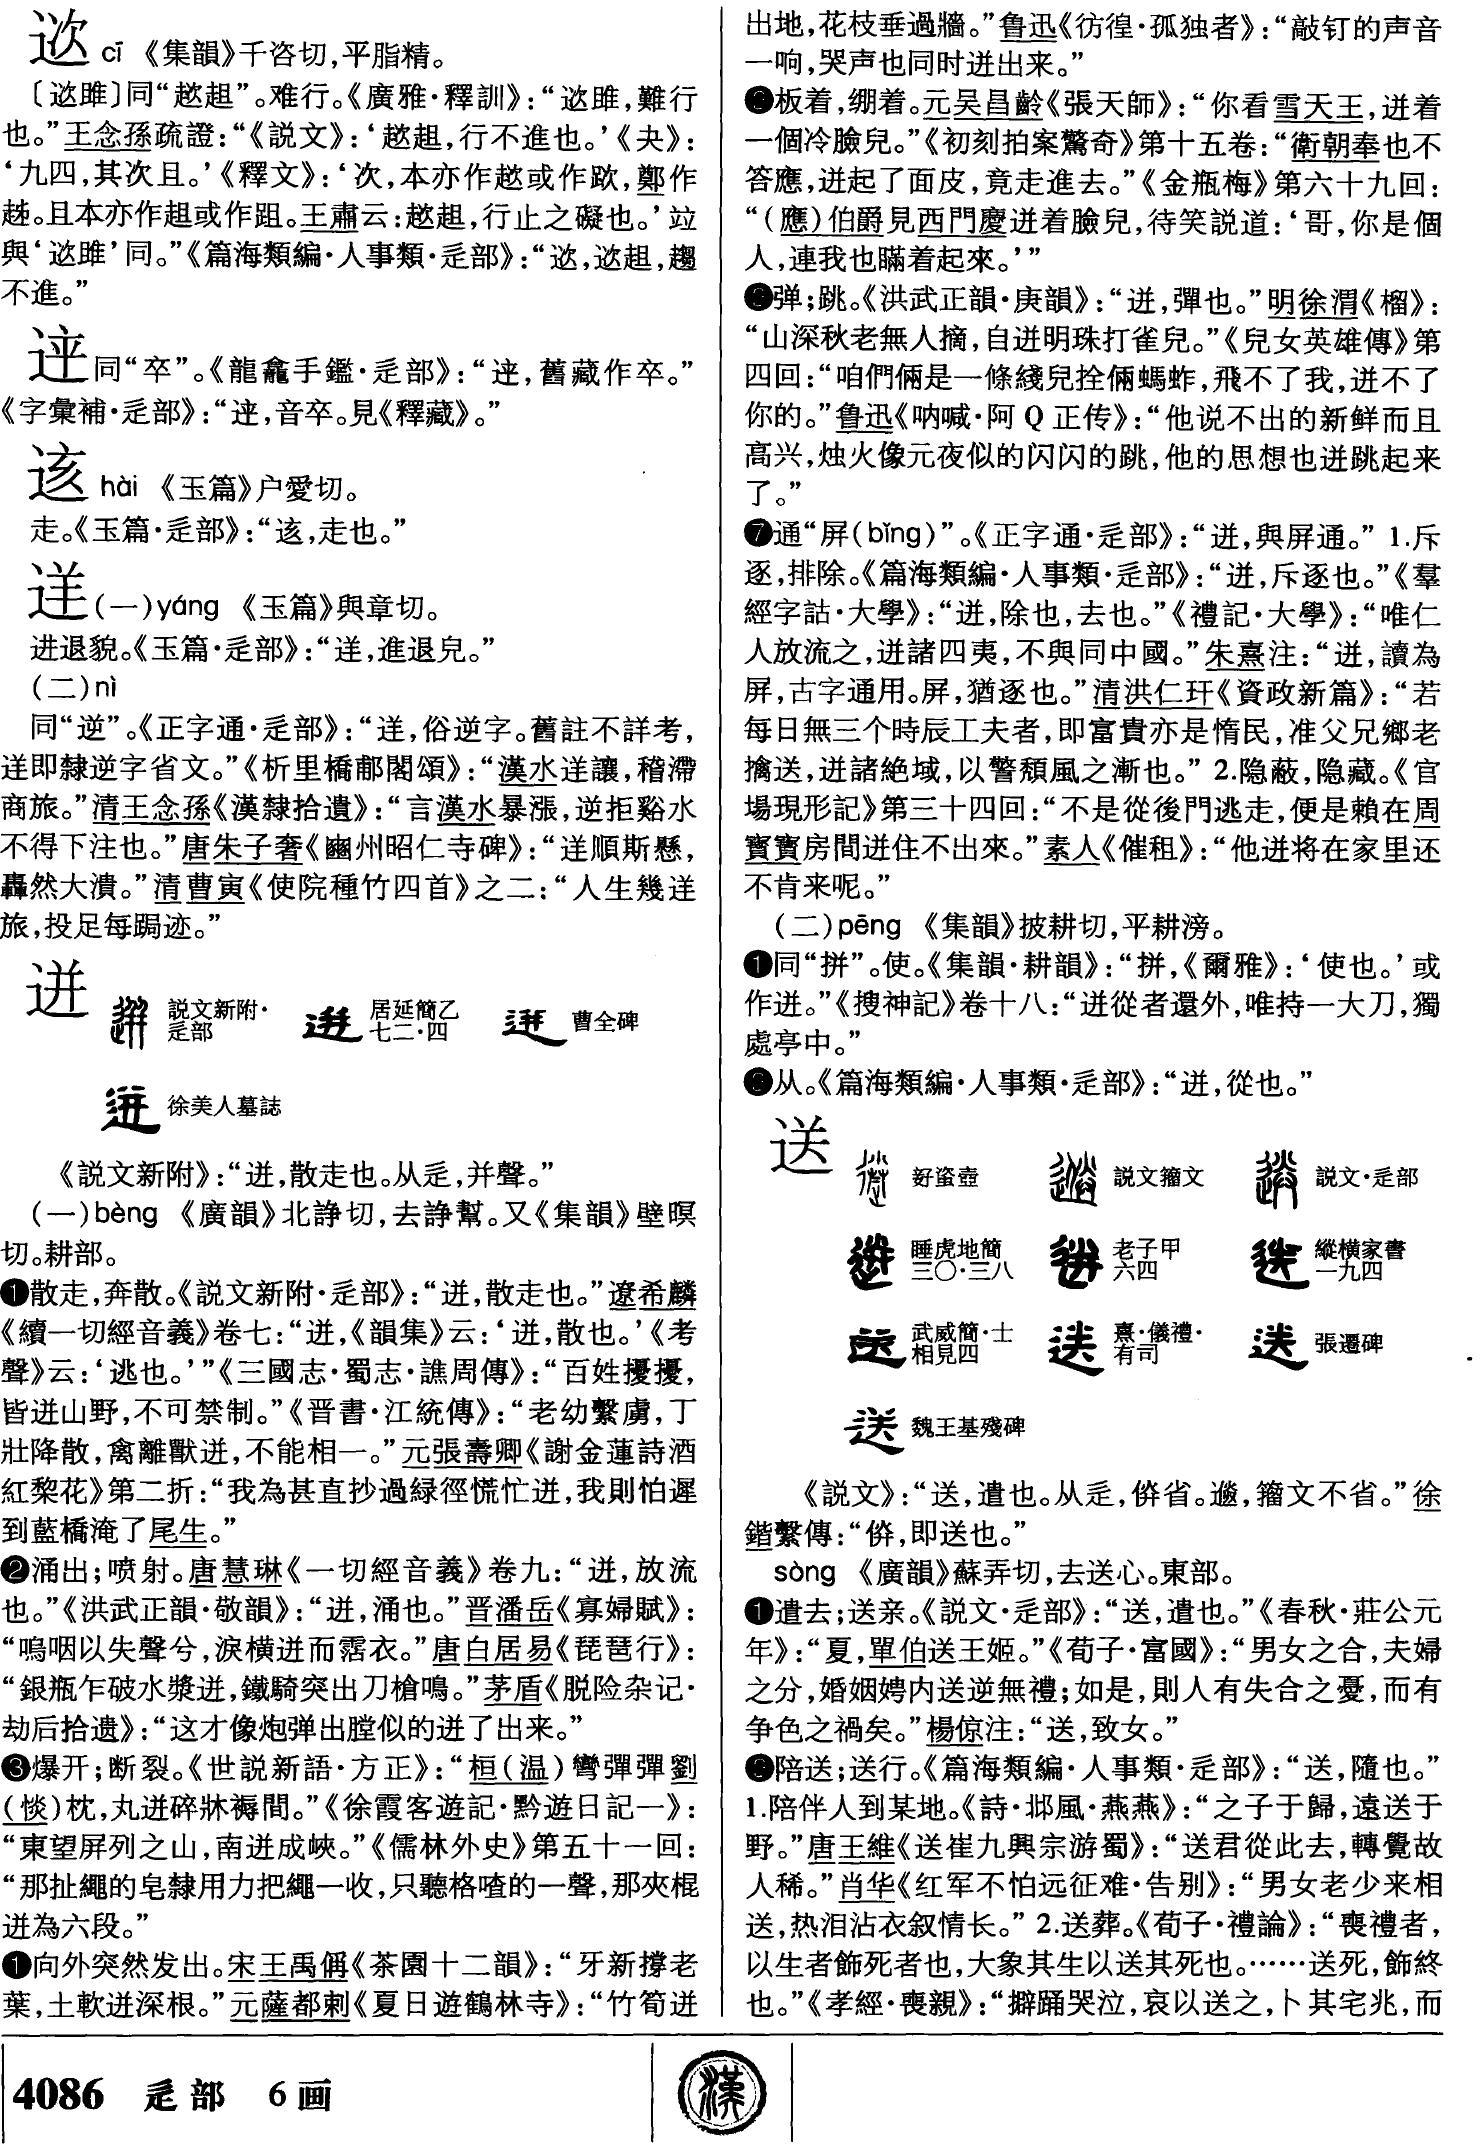 䢋 cī 《集韻》千咨切，平脂精。
〔䢋雎〕同“趑趄”。难行。《廣雅·釋訓》：“䢋雎，難行
也。”王念孫疏證：“《説文》：‘趑趄，行不進也。’《夬》：
‘九四，其次且。’《釋文》：‘次，本亦作趑或作跋，鄭作
趀。且本亦作趄或作跙。王肅云：趑趄，行止之礙也。’竝
與‘䢋雎’同。”《篇海類編·人事類·辵部》：“䢋，䢋趄，趨
不進。”
同“卒”。《龍龕手鑑·辵部》：“，舊藏作卒。”
《字彙補·辵部》：“，音卒。見《釋藏》。”
䢙 hài 《玉篇》户愛切。
走。《玉篇·辵部》：“䢙，走也。”
𨒫(一)yáng 《玉篇》與章切。
进退貌。《玉篇·辵部》：“𨒫，進退皃。”
(二)nì
同“逆”。《正字通·辵部》：“𨒫，俗逆字。舊註不詳考，
𨒫即隸逆字省文。”《析里橋郙閣頌》：“漢水𨒫讓，稽滯
商旅。”清王念孫《漢隸拾遺》：“言漢水暴漲，逆拒谿水
不得下注也。”唐朱子奢《豳州昭仁寺碑》：“𨒫順斯懸，
轟然大潰。”清曹寅《使院種竹四首》之二：“人生幾𨒫
旅，投足每跼迹。”
迸
説文新附·辵部 居延簡乙七二·四 曹全碑
徐美人墓誌
《説文新附》：“迸，散走也。从辵，并聲。”
(一)bèng 《廣韻》北諍切，去諍幫。又《集韻》壁暝
切。耕部。
❶散走，奔散。《説文新附·辵部》：“迸，散走也。”遼希麟
《續一切經音義》卷七：“迸，《韻集》云：‘迸，散也。’《考
聲》云：‘逃也。’”《三國志·蜀志·譙周傳》：“百姓擾擾，
皆迸山野，不可禁制。”《晋書·江統傳》：“老幼繫虜，丁
壯降散，禽離獸迸，不能相一。”元張壽卿《謝金蓮詩酒
紅梨花》第二折：“我為甚直抄過緑徑慌忙迸，我則怕遲
到藍橋淹了尾生。”
❷涌出；喷射。唐慧琳《一切經音義》卷九：“迸，放流
也。”《洪武正韻·敬韻》：“迸，涌也。”晋潘岳《寡婦賦》：
“嗚咽以失聲兮，淚横迸而霑衣。”唐白居易《琵琶行》：
“銀瓶乍破水漿迸，鐵騎突出刀槍鳴。”茅盾《脱险杂记·
劫后拾遗》：“这才像炮弹出膛似的迸了出来。”
❸爆开；断裂。《世説新語·方正》：“桓(温)彎彈彈劉
(惔)枕，丸迸碎牀褥間。”《徐霞客遊記·黔遊日記一》：
“東望屏列之山，南迸成峽。”《儒林外史》第五十一回：
“那扯繩的皂隸用力把繩一收，只聽格喳的一聲，那夾棍
迸為六段。”
❶向外突然发出。宋王禹偁《茶園十二韻》：“牙新撑老
葉，土軟迸深根。”元薩都剌《夏日遊鶴林寺》：“竹筍迸
出地，花枝垂過牆。”鲁迅《彷徨·孤独者》：“敲钉的声音
一响，哭声也同时迸出来。”
❺板着，绷着。元吴昌齡《張天師》：“你看雪天王，迸着
一個冷臉兒。”《初刻拍案驚奇》第十五卷：“衛朝奉也不
答應，迸起了面皮，竟走進去。”《金瓶梅》第六十九回：
“(應)伯爵見西門慶迸着臉兒，待笑説道：‘哥，你是個
人，連我也瞞着起來。’”
❻弹；跳。《洪武正韻·庚韻》：“迸，彈也。”明徐渭《榴》：
“山深秋老無人摘，自迸明珠打雀兒。”《兒女英雄傳》第
四回：“咱們倆是一條綫兒拴倆螞蚱，飛不了我，迸不了
你的。”鲁迅《呐喊·阿Q正传》：“他说不出的新鲜而且
高兴，烛火像元夜似的闪闪的跳，他的思想也迸跳起来
了。”
❼通“屏(bǐng)”。《正字通·辵部》：“迸，與屏通。” 1.斥
逐，排除。《篇海類編·人事類·辵部》：“迸，斥逐也。”《羣
經字詁·大學》：“迸，除也，去也。”《禮記·大學》：“唯仁
人放流之，迸諸四夷，不與同中國。”朱熹注：“迸，讀為
屏，古字通用。屏，猶逐也。”清洪仁玕《資政新篇》：“若
每日無三个時辰工夫者，即富貴亦是惰民，准父兄鄉老
擒送，迸諸絶域，以警頽風之漸也。” 2.隐蔽，隐藏。《官
場現形記》第三十四回：“不是從後門逃走，便是賴在周
寶寶房間迸住不出來。”素人《催租》：“他迸将在家里还
不肯来呢。”
(二)pēng 《集韻》披耕切，平耕滂。
❶同“拼”。使。《集韻·耕韻》：“拼，《爾雅》：‘使也。’或
作迸。”《搜神記》卷十八：“迸從者還外，唯持一大刀，獨
處亭中。”
❷从。《篇海類編·人事類·辵部》：“迸，從也。”
送
𡚬蚉壺 説文籀文 説文·辵部
睡虎地簡三〇·三八 老子甲六四 縱横家書一九四
武威簡·士相見四 熹·儀禮·有司 張遷碑
魏王基殘碑
《説文》：“送，遣也。从辵，倴省。𨕩，籀文不省。”徐
鍇繫傳：“倴，即送也。”
sòng 《廣韻》蘇弄切，去送心。東部。
❶遣去；送亲。《説文·辵部》：“送，遣也。”《春秋·莊公元
年》：“夏，單伯送王姬。”《荀子·富國》：“男女之合，夫婦
之分，婚姻娉内送逆無禮；如是，則人有失合之憂，而有
争色之禍矣。”楊倞注：“送，致女。”
❷陪送；送行。《篇海類編·人事類·辵部》：“送，隨也。”
1.陪伴人到某地。《詩·邶風·燕燕》：“之子于歸，遠送于
野。”唐王維《送崔九興宗游蜀》：“送君從此去，轉覺故
人稀。”肖华《红军不怕远征难·告别》：“男女老少来相
送，热泪沾衣叙情长。” 2.送葬。《荀子·禮論》：“喪禮者，
以生者飾死者也，大象其生以送其死也。……送死，飾終
也。”《孝經·喪親》：“擗踊哭泣，哀以送之，卜其宅兆，而
4086 辵部 6画
漢